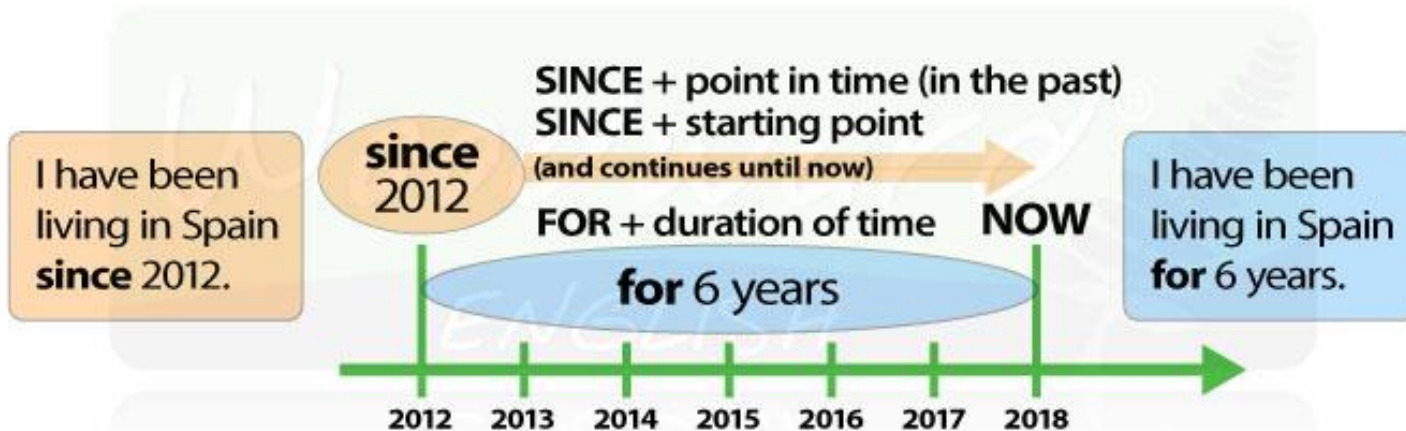 I have been
living in Spain
since 2012.
since
2012
SINCE + point in time (in the past)
SINCE + starting point
(and continues until now)
FOR + duration of time
NOW
for 6 years
I have been
living in Spain
for 6 years.
ENGLISH
2012 2013 2014 2015 2016 2017 2018